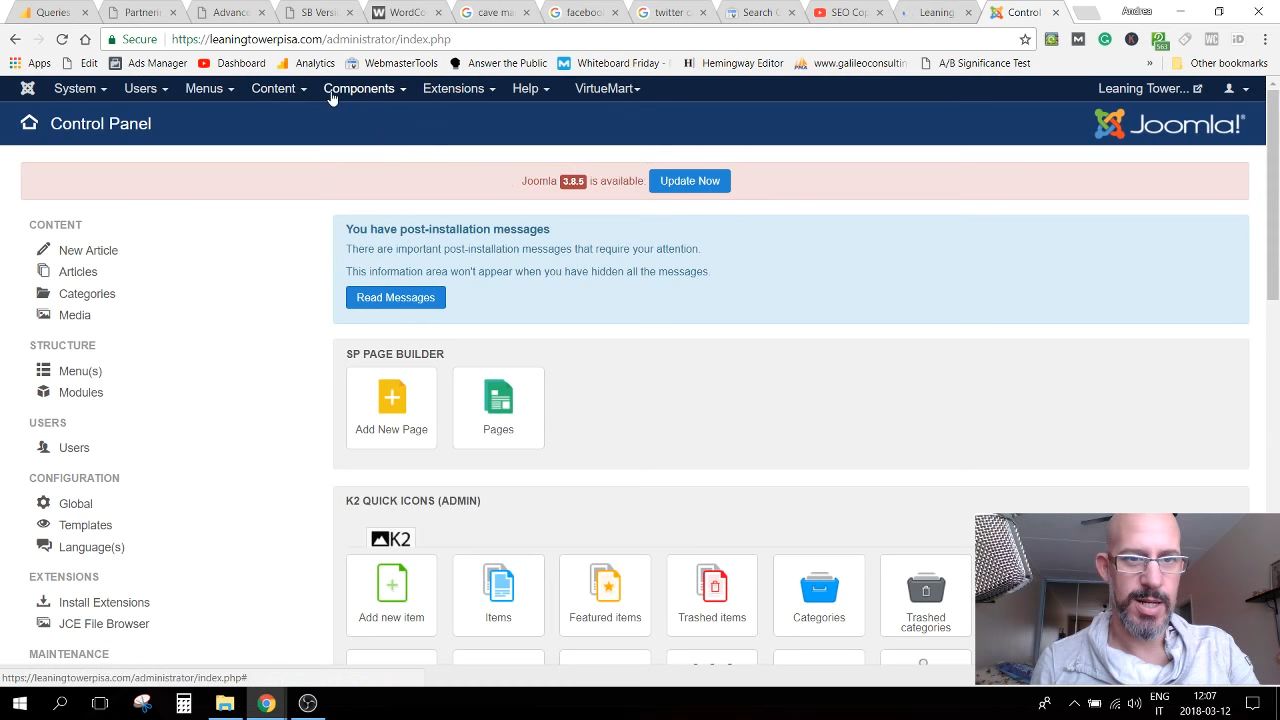 Queries
Partnerin
Advance
SB Versi
WordCo
cave ma
facebook
twitter c
Search C
SEO Cop
Leaning
Control
Andrea
Secure
https://leaningtowerpisa.com/administrator/index.php
563
Apps
Edit
Ads Manager
Dashboard
Analytics
WebmasterTools
Answer the Public
Whiteboard Friday -
Hemingway Editor
www.galileoconsultin
A/B Significance Test
»
Other bookmarks
System
Users
Menus
Content
Components
Extensions
Help
VirtueMart
Leaning Tower...
Control Panel
Joomla!
Joomla 3.8.5 is available. Update Now
CONTENT
New Article
Articles
Categories
Media
STRUCTURE
Menu(s)
Modules
USERS
Users
CONFIGURATION
Global
Templates
Language(s)
EXTENSIONS
Install Extensions
JCE File Browser
MAINTENANCE
You have post-installation messages
There are important post-installation messages that require your attention.
This information area won't appear when you have hidden all the messages.
Read Messages
SP PAGE BUILDER
Add New Page
Pages
K2 QUICK ICONS (ADMIN)
K2
Add new item
Items
Featured items
Trashed items
Categories
Trashed
categories
https://leaningtowerpisa.com/administrator/index.php#
ENG
IT
12:07
2018-03-12